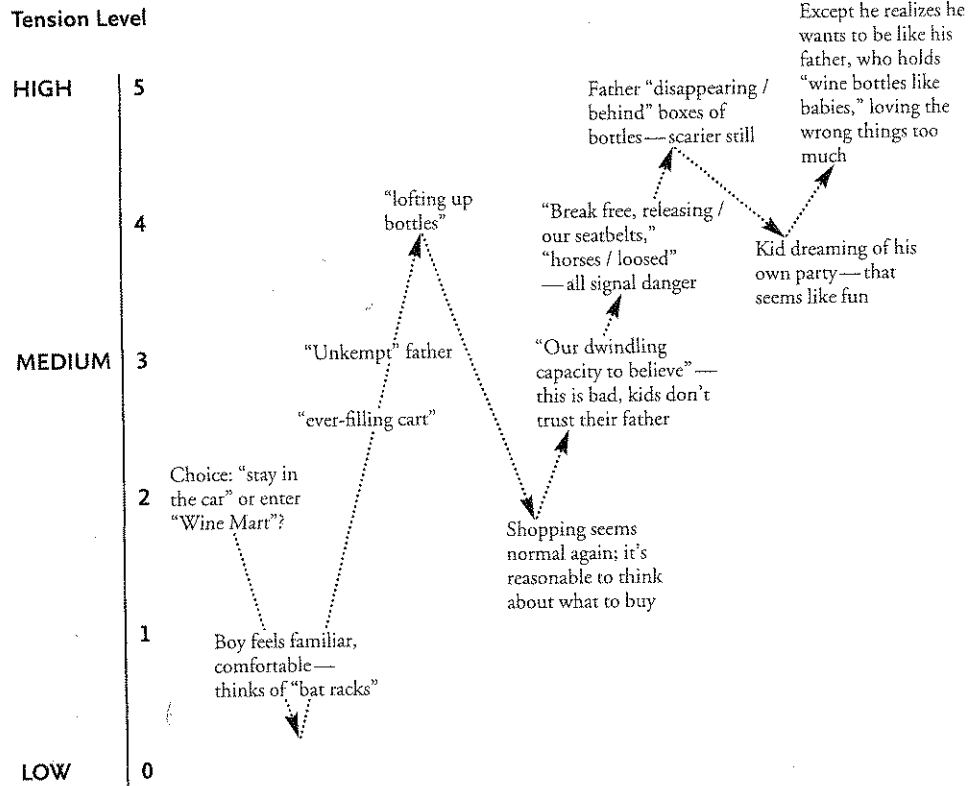 Tension Level
HIGH
5
4
MEDIUM
3
2
1
LOW
0
Choice: “stay in
the car” or enter
“Wine Mart”?
Boy feels familiar,
comfortable—
thinks of “bat racks”
“ever-filling cart”
“Unkempt” father
“lofting up
bottles”
Shopping seems
normal again; it’s
reasonable to think
about what to buy
“Our dwindling
capacity to believe”—
this is bad, kids don’t
trust their father
“Break free, releasing /
our seatbelts,”
“horses / loosed”
—all signal danger
Father “disappearing /
behind” boxes of
bottles—scarier still
Kid dreaming of his
own party—that
seems like fun
Except he realizes he
wants to be like his
father, who holds
“wine bottles like
babies,” loving the
wrong things too
much